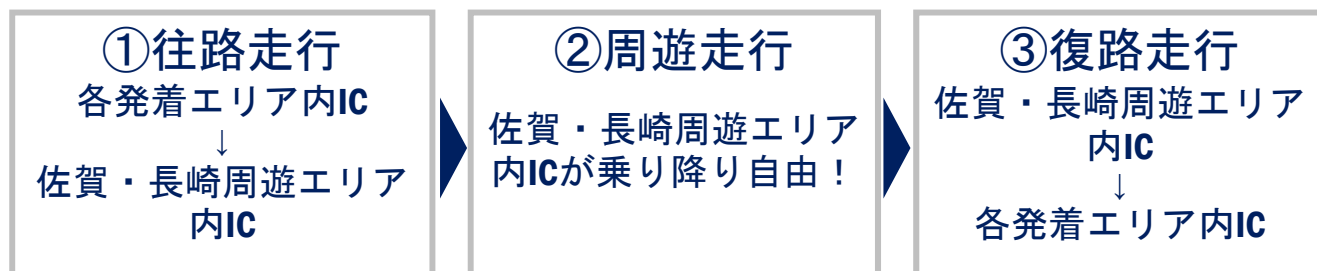 ①往路走行
各発着エリア内IC
↓
佐賀・長崎周遊エリア
内IC
②周遊走行
佐賀・長崎周遊エリア
内ICが乗り降り自由！
③復路走行
佐賀・長崎周遊エリア
内IC
↓
各発着エリア内IC